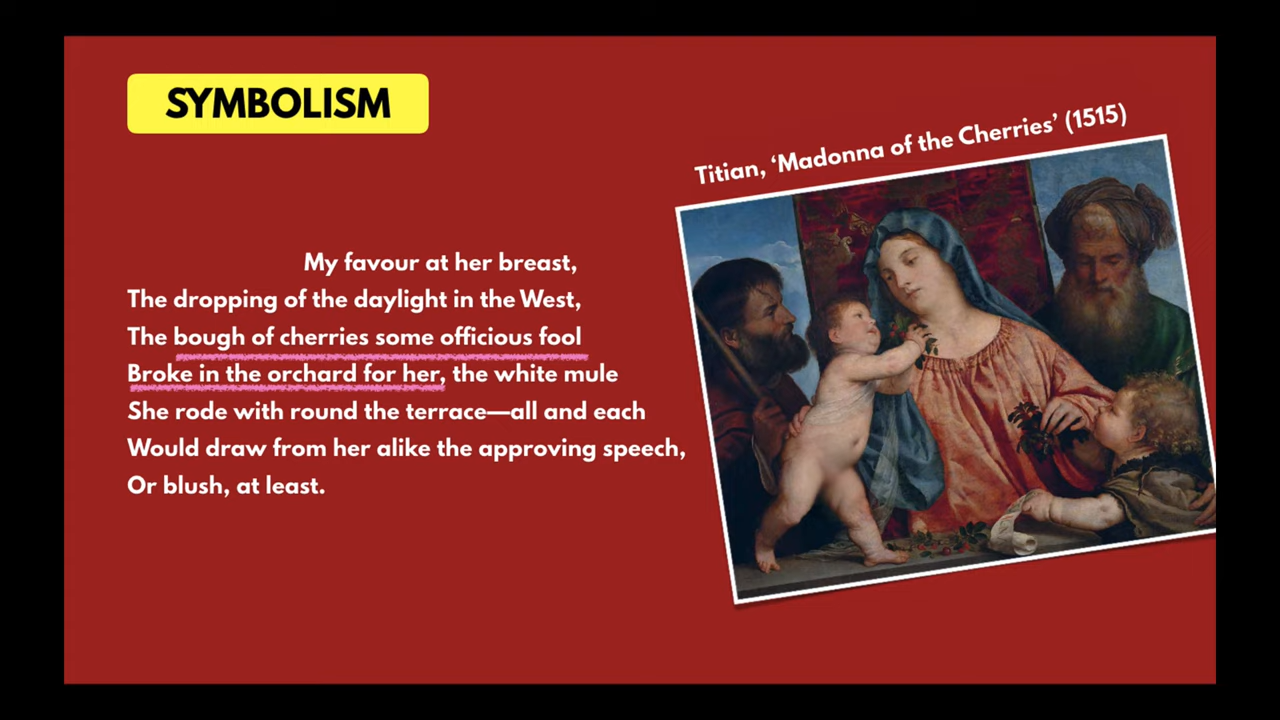 SYMBOLISM
Titian, ‘Madonna of the Cherries’ (1515)
My favour at her breast,
The dropping of the daylight in the West,
The bough of cherries some officious fool
Broke in the orchard for her, the white mule
She rode with round the terrace—all and each
Would draw from her alike the approving speech,
Or blush, at least.